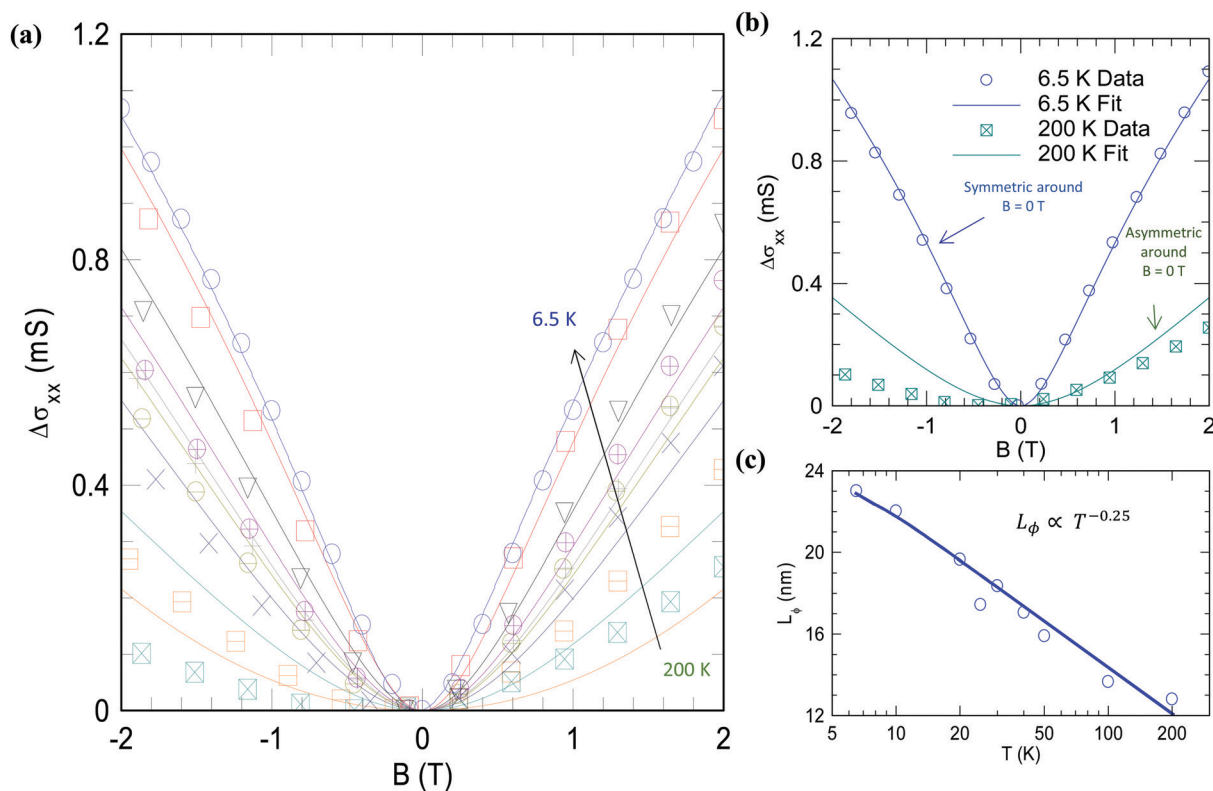 (a)
1.2
0.8
0.4
0
Δσxx (mS)
6.5 K
200 K
-2
-1
0
1
2
B (T)
(b)
1.2
0.8
0.4
0
Δσxx (mS)
6.5 K Data
6.5 K Fit
200 K Data
200 K Fit
Symmetric around
B = 0 T
Asymmetric
around
B = 0 T
-2
-1
0
1
2
B (T)
(c)
24
22
20
18
16
14
12
Lϕ (nm)
Lϕ ∝ T⁻⁰·²⁵
5
10
20
50
100
200
T (K)